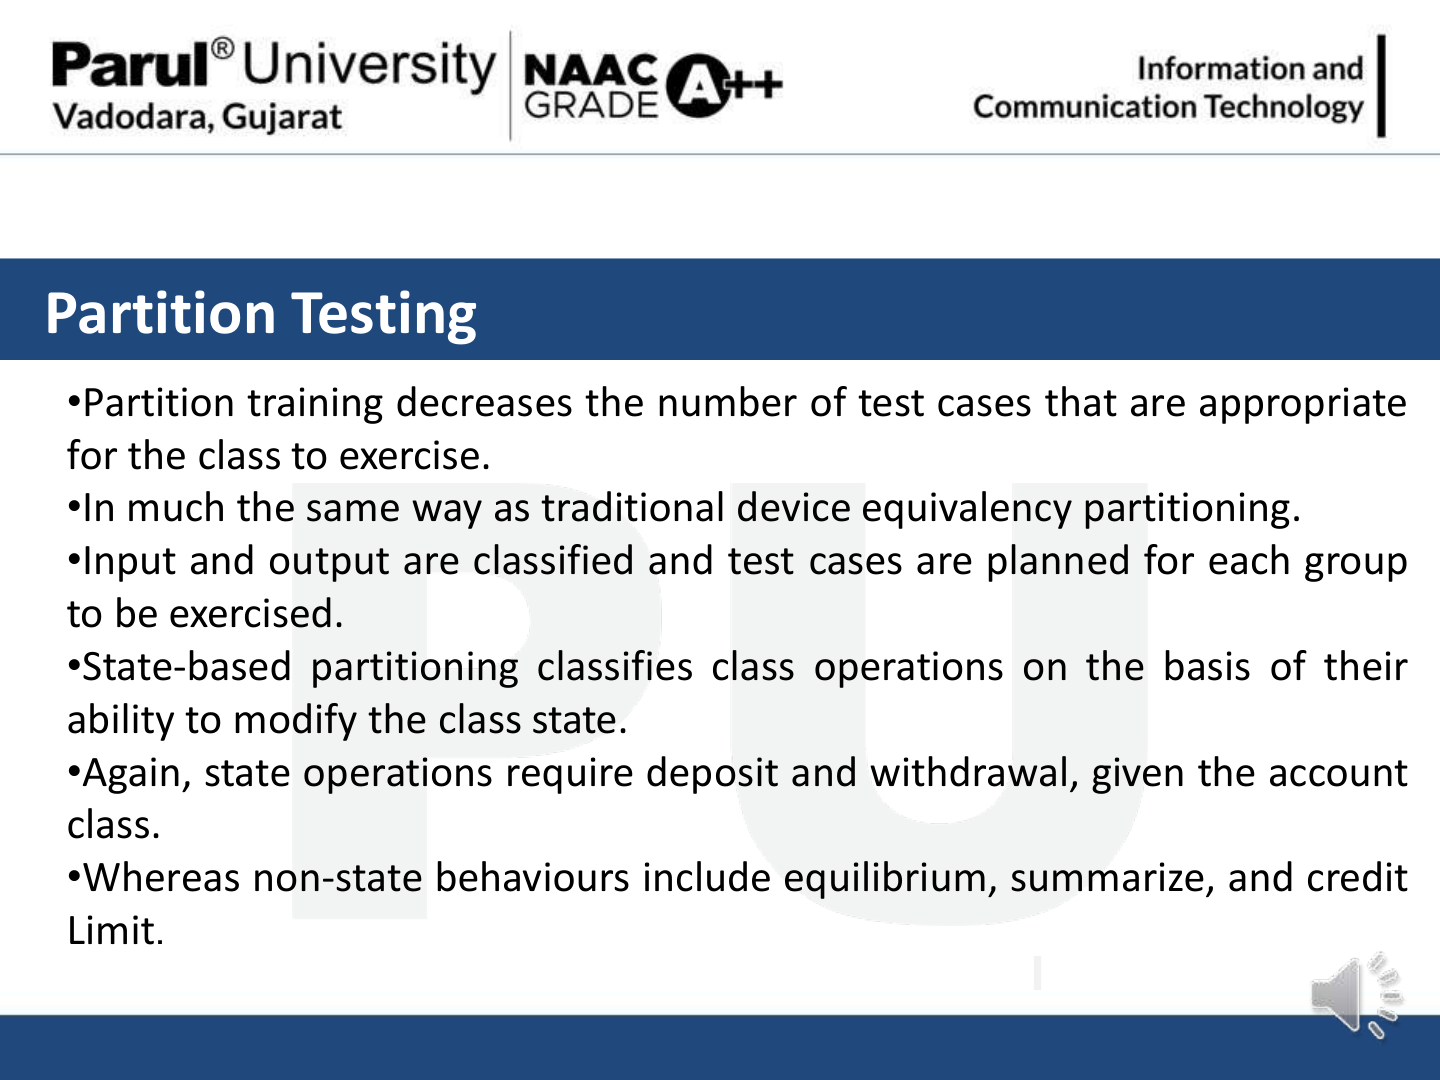 Parul® University
Vadodara, Gujarat
NAAC
GRADE A++
Information and
Communication Technology
Partition Testing
•Partition training decreases the number of test cases that are appropriate
for the class to exercise.
•In much the same way as traditional device equivalency partitioning.
•Input and output are classified and test cases are planned for each group
to be exercised.
•State-based partitioning classifies class operations on the basis of their
ability to modify the class state.
•Again, state operations require deposit and withdrawal, given the account
class.
•Whereas non-state behaviours include equilibrium, summarize, and credit
Limit.
PU